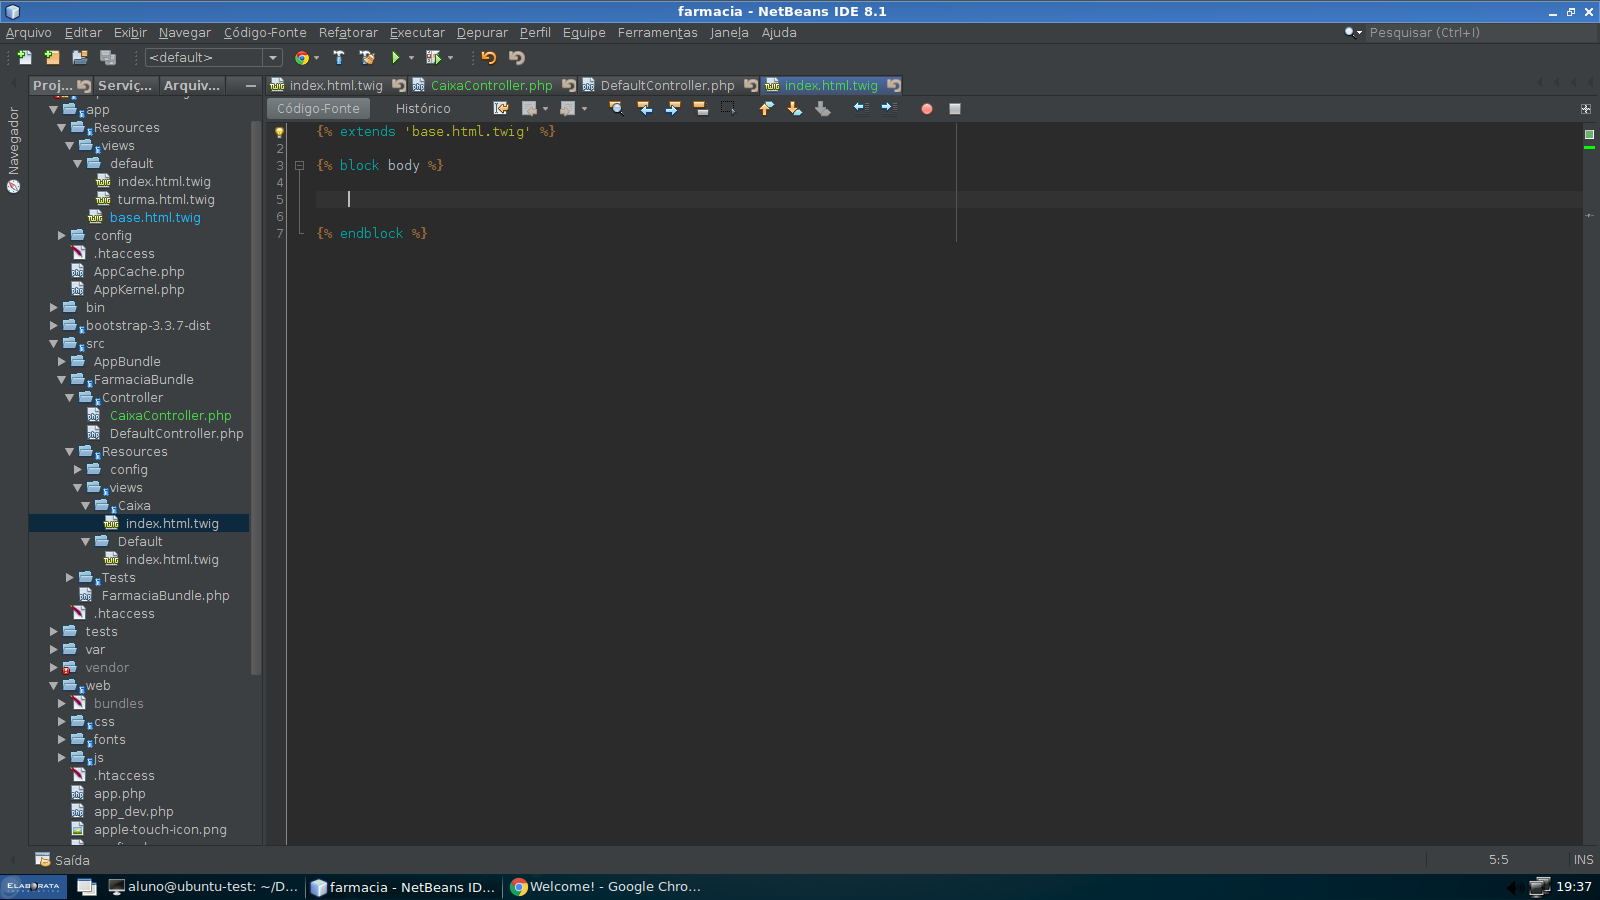 farmacia - NetBeans IDE 8.1
Arquivo Editar Exibir Navegar Código-Fonte Refatorar Executar Depurar Perfil Equipe Ferramentas Janela Ajuda Pesquisar (Ctrl+I)
<default>
Proj... Serviç... Arquiv... index.html.twig CaixaController.php DefaultController.php index.html.twig
Código-Fonte Histórico
Navegador
app
Resources
views
default
index.html.twig
turma.html.twig
base.html.twig
config
.htaccess
AppCache.php
AppKernel.php
bin
bootstrap-3.3.7-dist
src
AppBundle
FarmaciaBundle
Controller
CaixaController.php
DefaultController.php
Resources
config
views
Caixa
index.html.twig
Default
index.html.twig
Tests
FarmaciaBundle.php
.htaccess
tests
var
vendor
web
bundles
css
fonts
js
.htaccess
app.php
app_dev.php
apple-touch-icon.png
{% extends 'base.html.twig' %}
2
3 {% block body %}
4
5
6
7 {% endblock %}
Saída 5:5 INS
ELABORATA aluno@ubuntu-test: ~/D... farmacia - NetBeans ID... Welcome! - Google Chro... 19:37